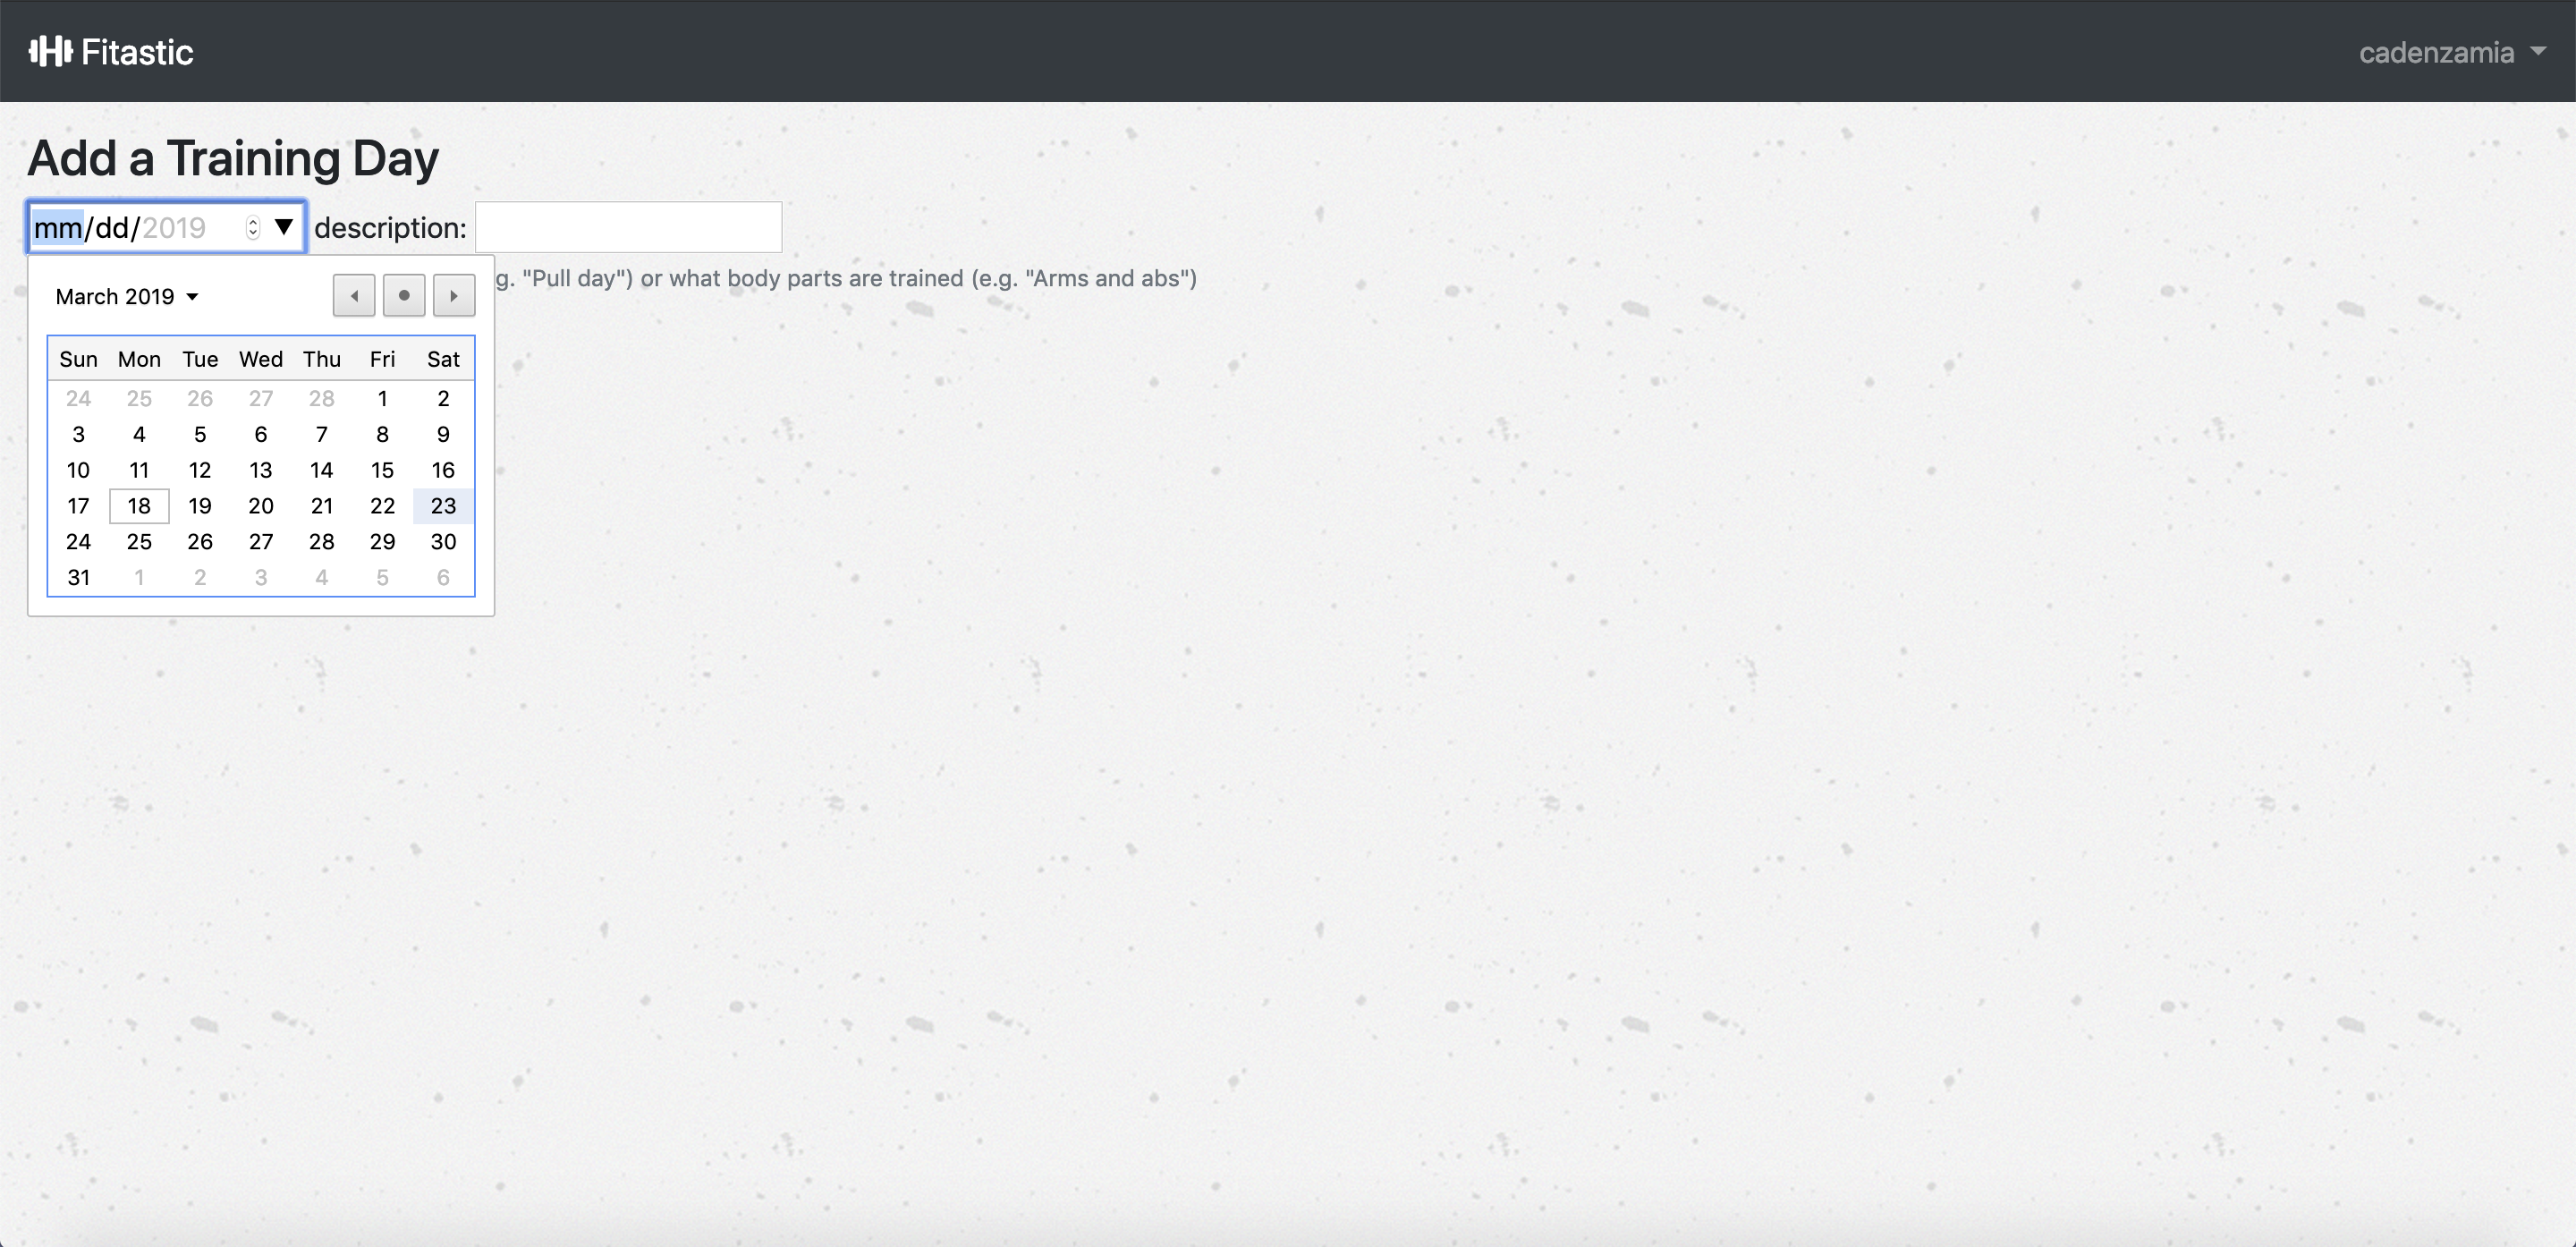 Fitastic
cadenzamia
Add a Training Day
mm/dd/2019 description:
g. "Pull day") or what body parts are trained (e.g. "Arms and abs")
March 2019
Sun Mon Tue Wed Thu Fri Sat
24 25 26 27 28 1 2
3 4 5 6 7 8 9
10 11 12 13 14 15 16
17 18 19 20 21 22 23
24 25 26 27 28 29 30
31 1 2 3 4 5 6